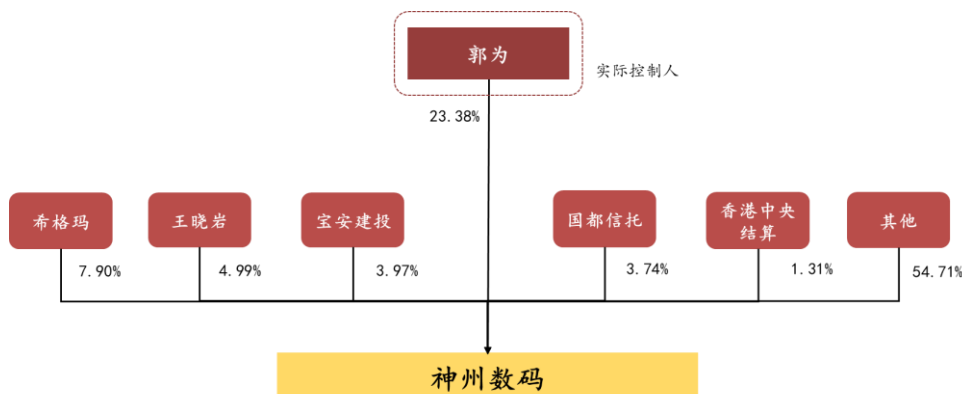 郭为
实际控制人
23.38%
希格玛
王晓岩
宝安建投
国都信托
香港中央
结算
其他
7.90%
4.99%
3.97%
3.74%
1.31%
54.71%
神州数码